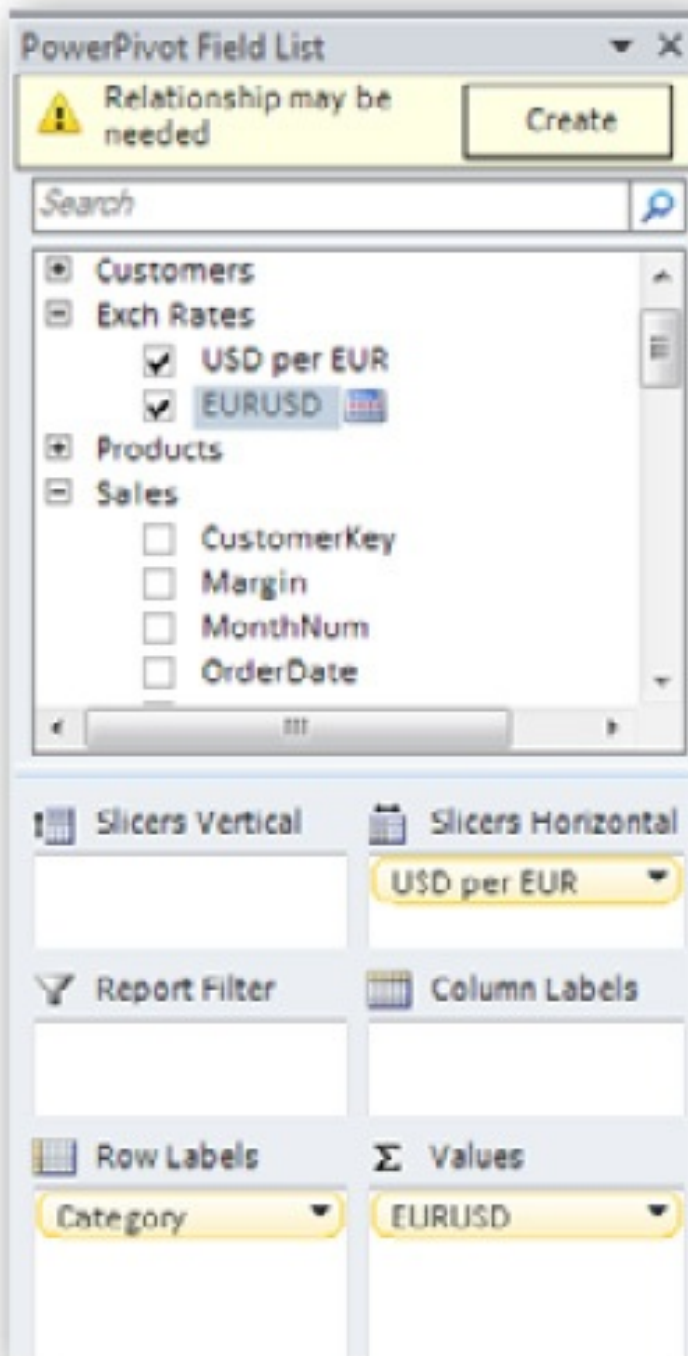 PowerPivot Field List
Relationship may be
needed
Create
Search
Customers
Exch Rates
USD per EUR
EURUSD
Products
Sales
CustomerKey
Margin
MonthNum
OrderDate
Slicers Vertical
Slicers Horizontal
USD per EUR
Report Filter
Column Labels
Row Labels
Σ Values
Category
EURUSD